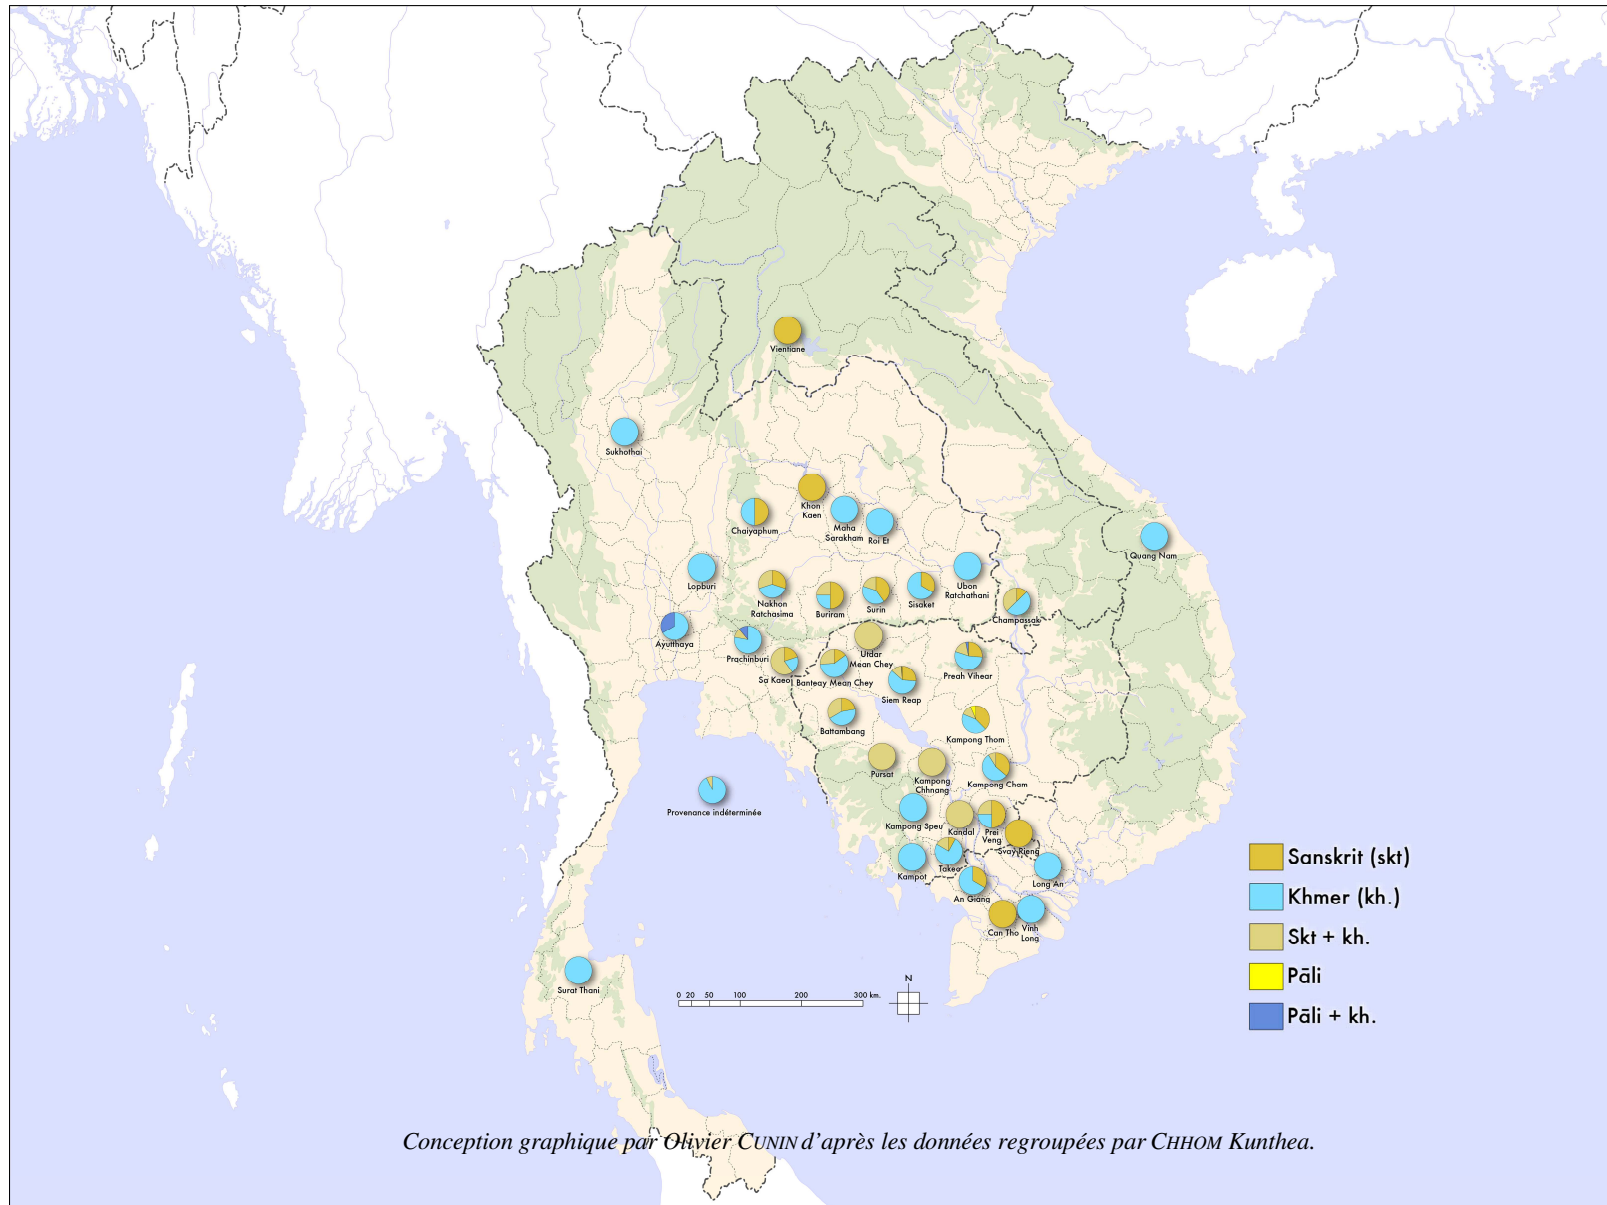 Vientiane
Sukhothai
Khon
Kaen
Chaiyaphum
Maha
Sarakham
Roi Et
Quang Nam
Lopburi
Ubon
Ratchathani
Nakhon
Ratchasima
Buriram
Surin
Sisaket
Champassak
Ayutthaya
Prachinburi
Utdar
Mean Chey
Sa Kaeo
Banteay Mean Chey
Preah Vihear
Siem Reap
Battambang
Kampong Thom
Pursat
Kampong
Chhnang
Kampong Cham
Provenance indéterminée
Kampong Speu
Kandal
Prei
Veng
Svay Rieng
Takeo
Kampot
Long An
An Giang
Can Tho
Vinh
Long
Surat Thani
0 20 50 100 200 300 km.
N
Sanskrit (skt)
Khmer (kh.)
Skt + kh.
Pāli
Pāli + kh.
Conception graphique par Olivier CUNIN d'après les données regroupées par CHHOM Kunthea.